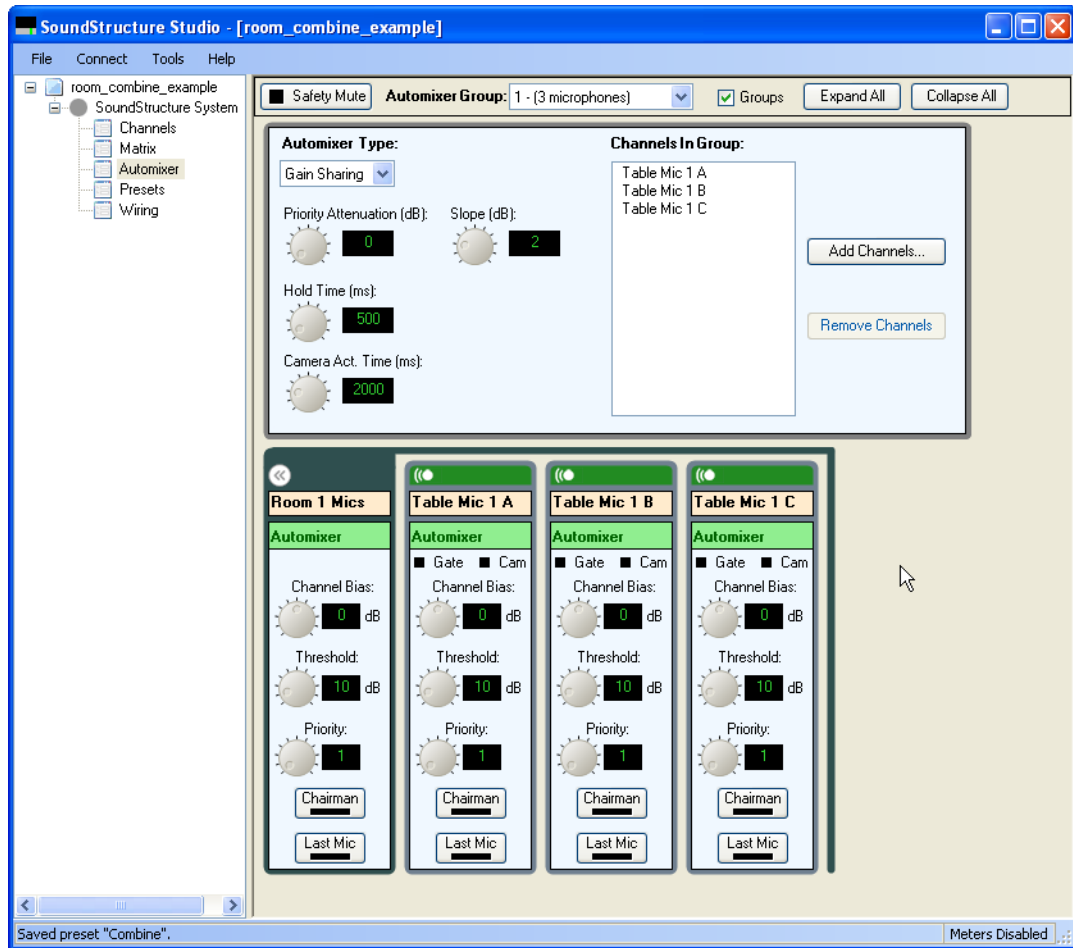 SoundStructure Studio - [room_combine_example]
File Connect Tools Help
room_combine_example
SoundStructure System
Channels
Matrix
Automixer
Presets
Wiring
Safety Mute Automixer Group: 1 - (3 microphones) Groups Expand All Collapse All
Automixer Type: Channels In Group:
Gain Sharing
Table Mic 1 A
Table Mic 1 B
Table Mic 1 C
Priority Attenuation (dB): Slope (dB):
0 2
Add Channels...
Hold Time (ms):
500
Remove Channels
Camera Act. Time (ms):
2000
Room 1 Mics Table Mic 1 A Table Mic 1 B Table Mic 1 C
Automixer Automixer Automixer Automixer
Gate Cam Gate Cam Gate Cam
Channel Bias: Channel Bias: Channel Bias: Channel Bias:
0 dB 0 dB 0 dB 0 dB
Threshold: Threshold: Threshold: Threshold:
10 dB 10 dB 10 dB 10 dB
Priority: Priority: Priority: Priority:
1 1 1 1
Chairman Chairman Chairman Chairman
Last Mic Last Mic Last Mic Last Mic
Saved preset "Combine". Meters Disabled